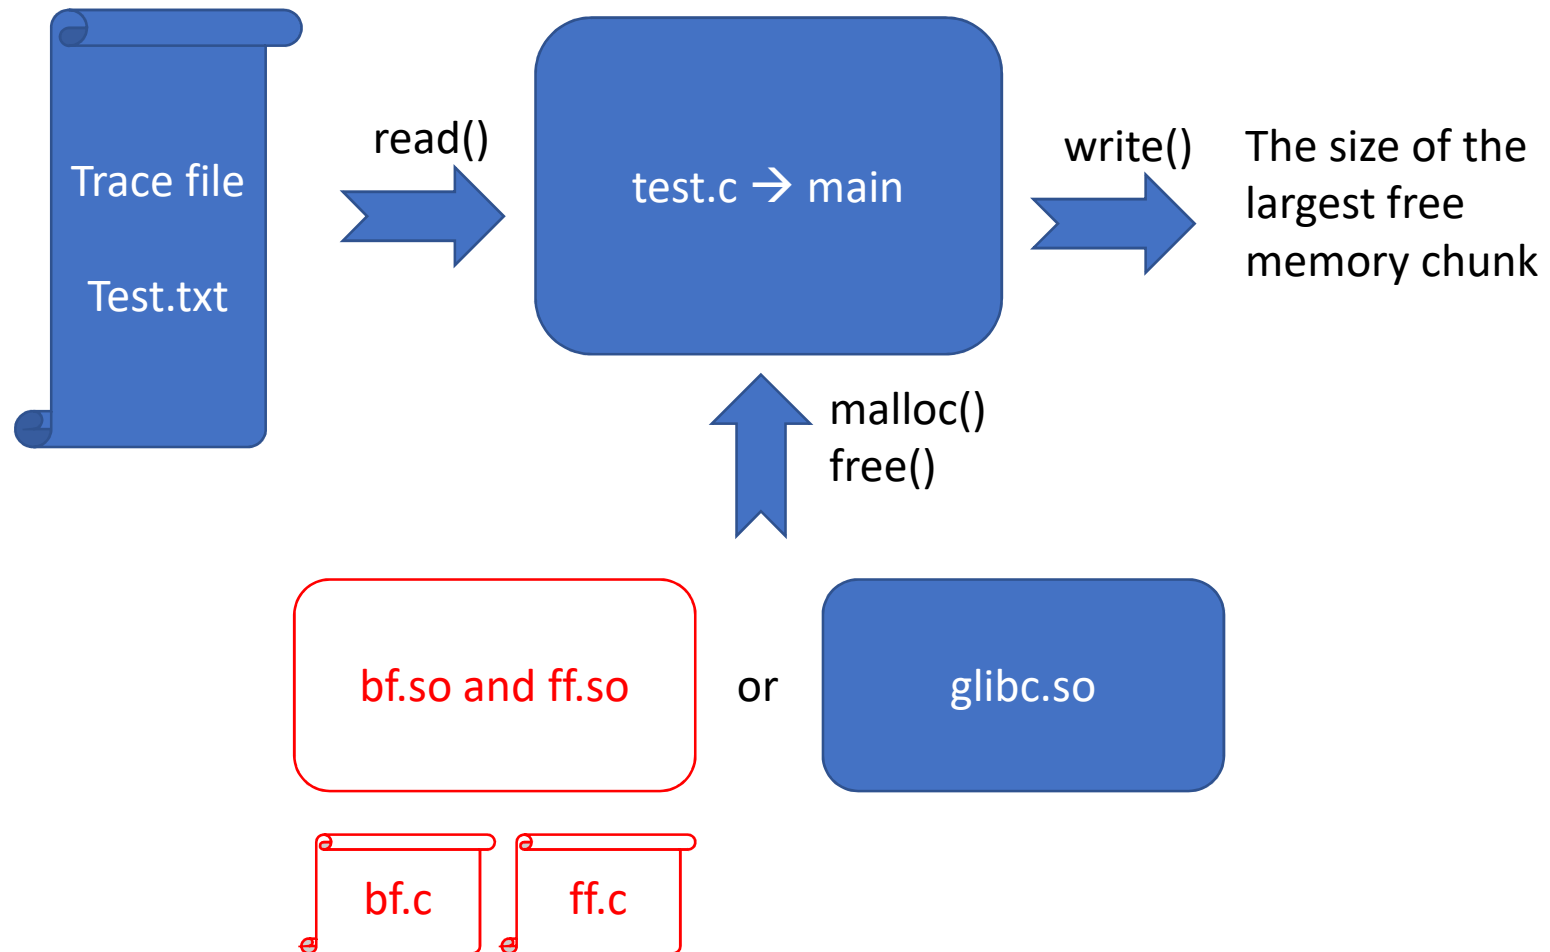 Trace file
Test.txt
read()
test.c → main
write()
The size of the
largest free
memory chunk
malloc()
free()
bf.so and ff.so
or
glibc.so
bf.c
ff.c